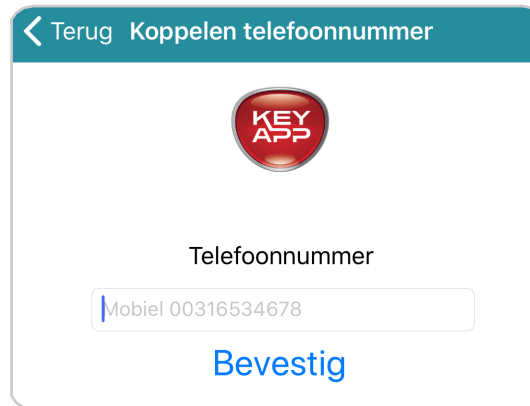 Terug Koppelen telefoonnummer
KEY
APP
Telefoonnummer
Mobiel 00316534678
Bevestig